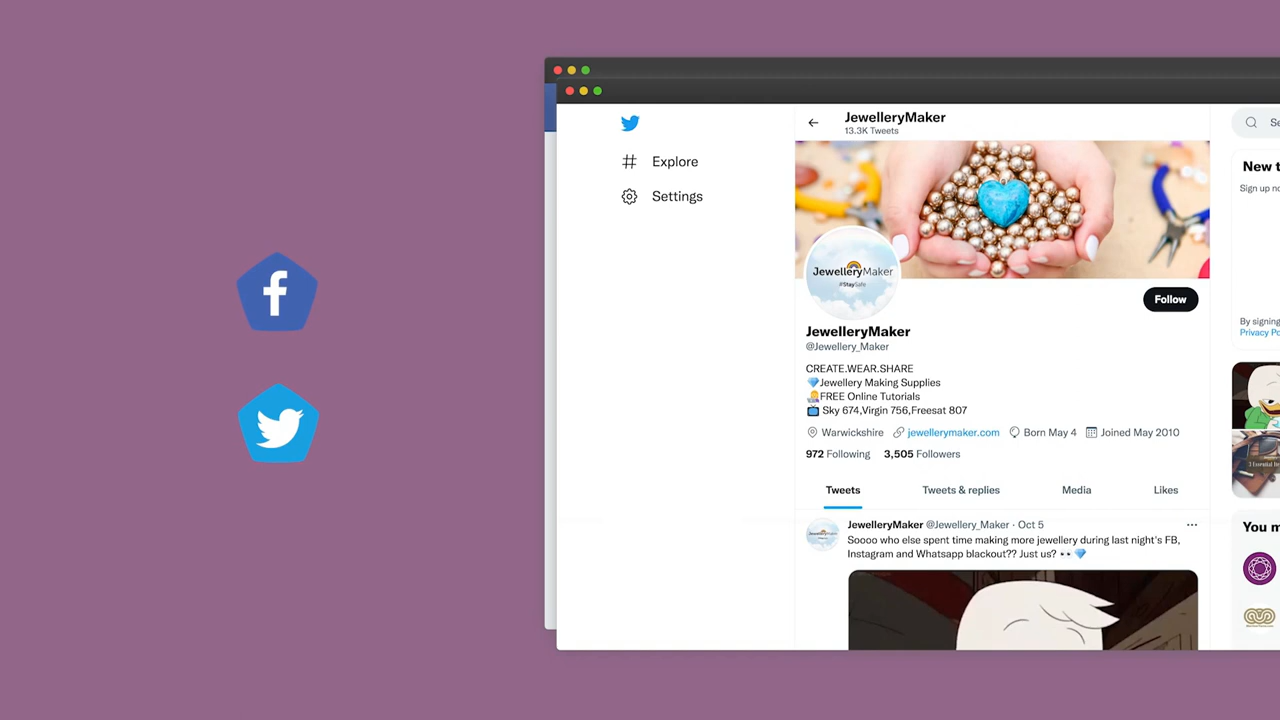 JewelleryMaker
13.3K Tweets
Explore
Settings
Se
New t
Sign up no
JewelleryMaker
#StaySafe
Follow
By signing
Privacy Po
JewelleryMaker
@Jewellery_Maker
CREATE.WEAR.SHARE
💎Jewellery Making Supplies
FREE Online Tutorials
📺 Sky 674,Virgin 756,Freesat 807
Warwickshire jewellerymaker.com Born May 4 Joined May 2010
972 Following 3,505 Followers
Tweets Tweets & replies Media Likes
JewelleryMaker @Jewellery_Maker · Oct 5
Soooo who else spent time making more jewellery during last night's FB,
Instagram and Whatsapp blackout?? Just us? 👀 💎
You m